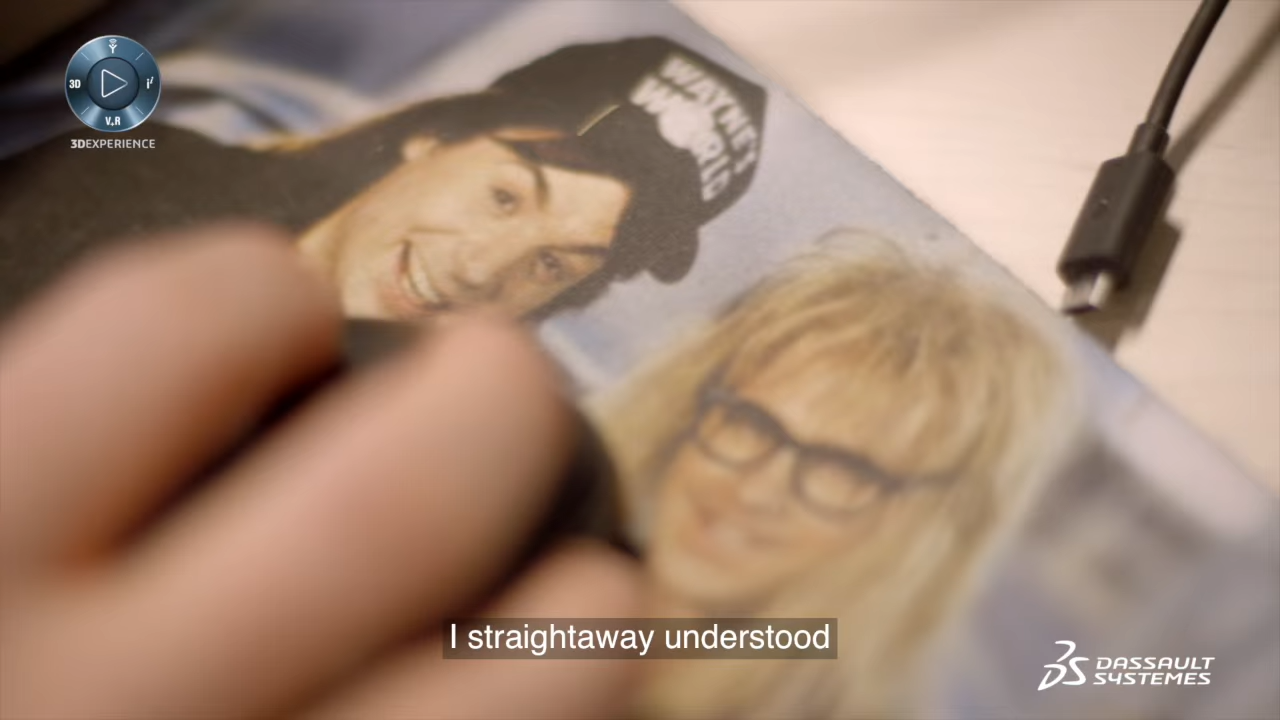 3D
i
V,R
3DEXPERIENCE
WAYNE'S
WORLD
I straightaway understood
DASSAULT
SYSTEMES